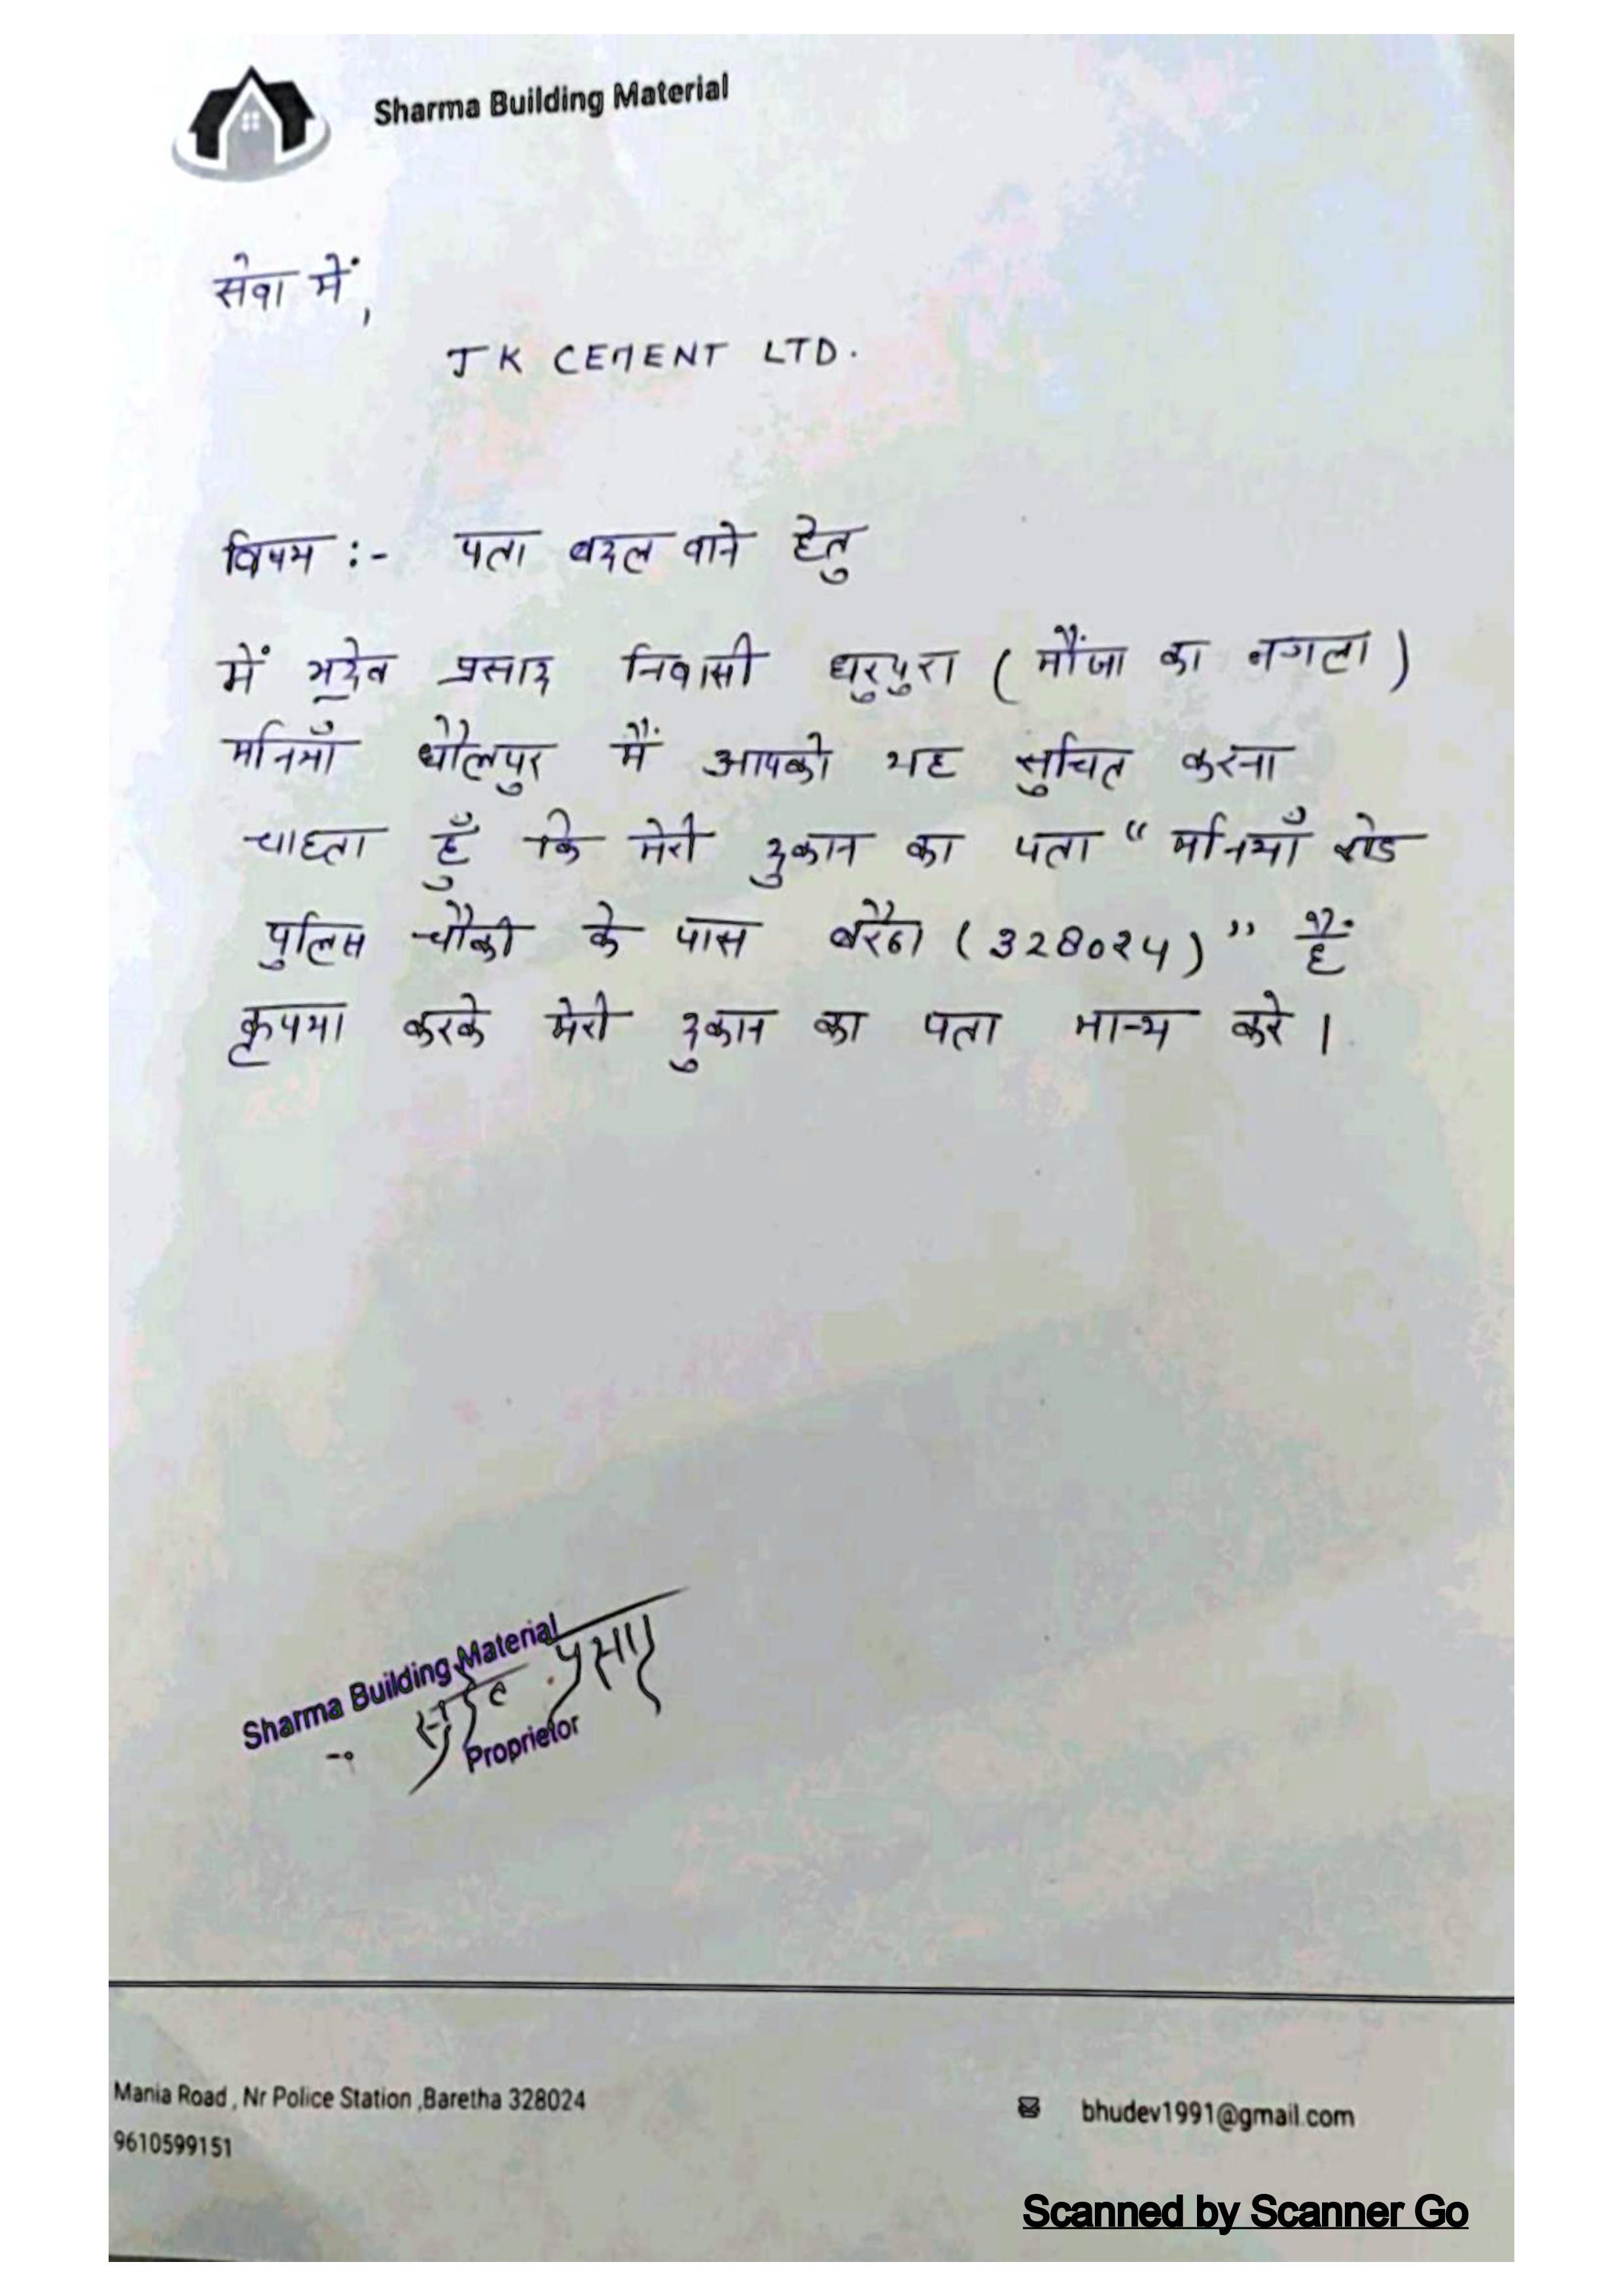 Sharma Building Material
सेवा में,
JK CEMENT LTD.
विषय :- पता बदल वाने हेतु
में भूदेव प्रसाद निवासी धुरपुरा ( मौंजा का नगला )
मनियाँ धौलपुर मैं आपको यह सुचित करना
चाहता हुँ कि मेरी दुकान का पता “ मनियाँ रोड
पुलिस चौकी के पास बरैठा ( 328024 ) ” हैं
कृपया करके मेरी दुकान का पता मान्य करे ।
Sharma Building Material
भूदेव प्रसाद
Proprietor
Mania Road , Nr Police Station ,Baretha 328024
9610599151
bhudev1991@gmail.com
Scanned by Scanner Go